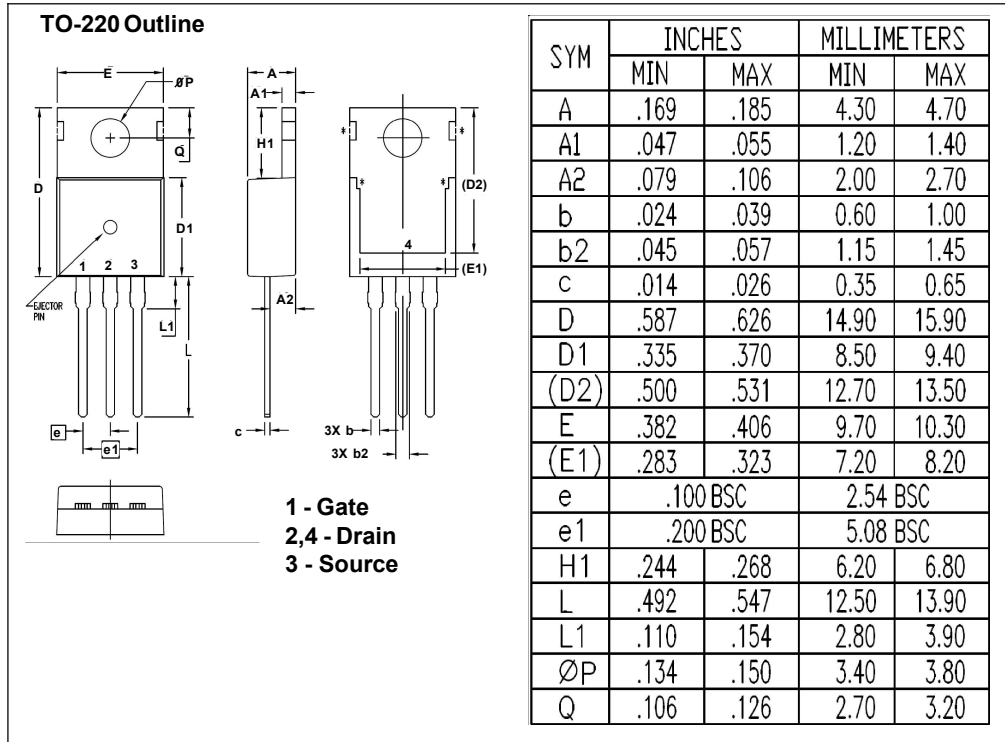 TO-220 Outline
E
ØP
A
A1
Q
H1
D
D1
(D2)
4
(E1)
1 2 3
EJECTOR
PIN
A2
L1
L
e
e1
c
3X b
3X b2
* * * *
1 - Gate
2,4 - Drain
3 - Source
SYM INCHES MILLIMETERS
MIN MAX MIN MAX
A .169 .185 4.30 4.70
A1 .047 .055 1.20 1.40
A2 .079 .106 2.00 2.70
b .024 .039 0.60 1.00
b2 .045 .057 1.15 1.45
c .014 .026 0.35 0.65
D .587 .626 14.90 15.90
D1 .335 .370 8.50 9.40
(D2) .500 .531 12.70 13.50
E .382 .406 9.70 10.30
(E1) .283 .323 7.20 8.20
e .100 BSC 2.54 BSC
e1 .200 BSC 5.08 BSC
H1 .244 .268 6.20 6.80
L .492 .547 12.50 13.90
L1 .110 .154 2.80 3.90
ØP .134 .150 3.40 3.80
Q .106 .126 2.70 3.20